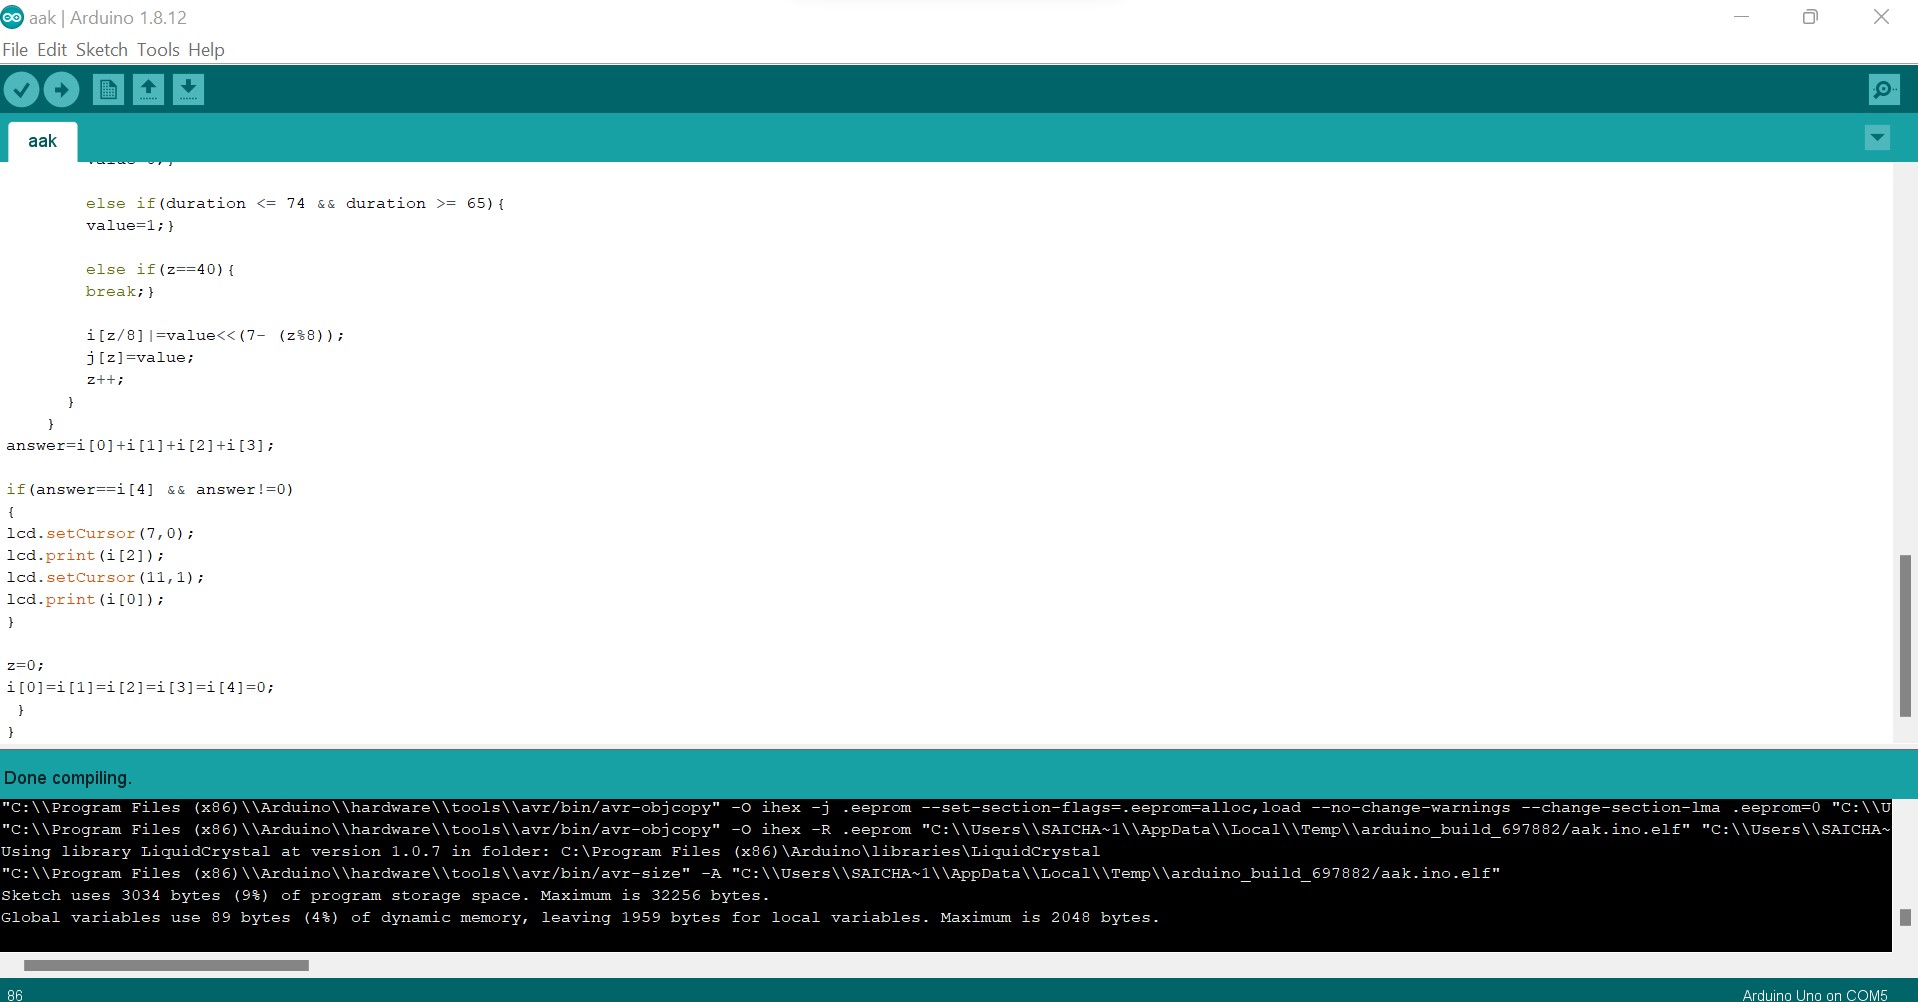 aak | Arduino 1.8.12
File Edit Sketch Tools Help
aak
else if(duration <= 74 && duration >= 65){
value=1;}
else if(z==40){
break;}
i[z/8]|=value<<(7- (z%8));
j[z]=value;
z++;
}
}
answer=i[0]+i[1]+i[2]+i[3];
if(answer==i[4] && answer!=0)
{
lcd.setCursor(7,0);
lcd.print(i[2]);
lcd.setCursor(11,1);
lcd.print(i[0]);
}
z=0;
i[0]=i[1]=i[2]=i[3]=i[4]=0;
}
}
Done compiling.
"C:\\Program Files (x86)\\Arduino\\hardware\\tools\\avr/bin/avr-objcopy" -O ihex -j .eeprom --set-section-flags=.eeprom=alloc,load --no-change-warnings --change-section-lma .eeprom=0 "C:\\U
"C:\\Program Files (x86)\\Arduino\\hardware\\tools\\avr/bin/avr-objcopy" -O ihex -R .eeprom "C:\\Users\\SAICHA~1\\AppData\\Local\\Temp\\arduino_build_697882/aak.ino.elf" "C:\\Users\\SAICHA~
Using library LiquidCrystal at version 1.0.7 in folder: C:\Program Files (x86)\Arduino\libraries\LiquidCrystal
"C:\\Program Files (x86)\\Arduino\\hardware\\tools\\avr/bin/avr-size" -A "C:\\Users\\SAICHA~1\\AppData\\Local\\Temp\\arduino_build_697882/aak.ino.elf"
Sketch uses 3034 bytes (9%) of program storage space. Maximum is 32256 bytes.
Global variables use 89 bytes (4%) of dynamic memory, leaving 1959 bytes for local variables. Maximum is 2048 bytes.
86
Arduino Uno on COM5